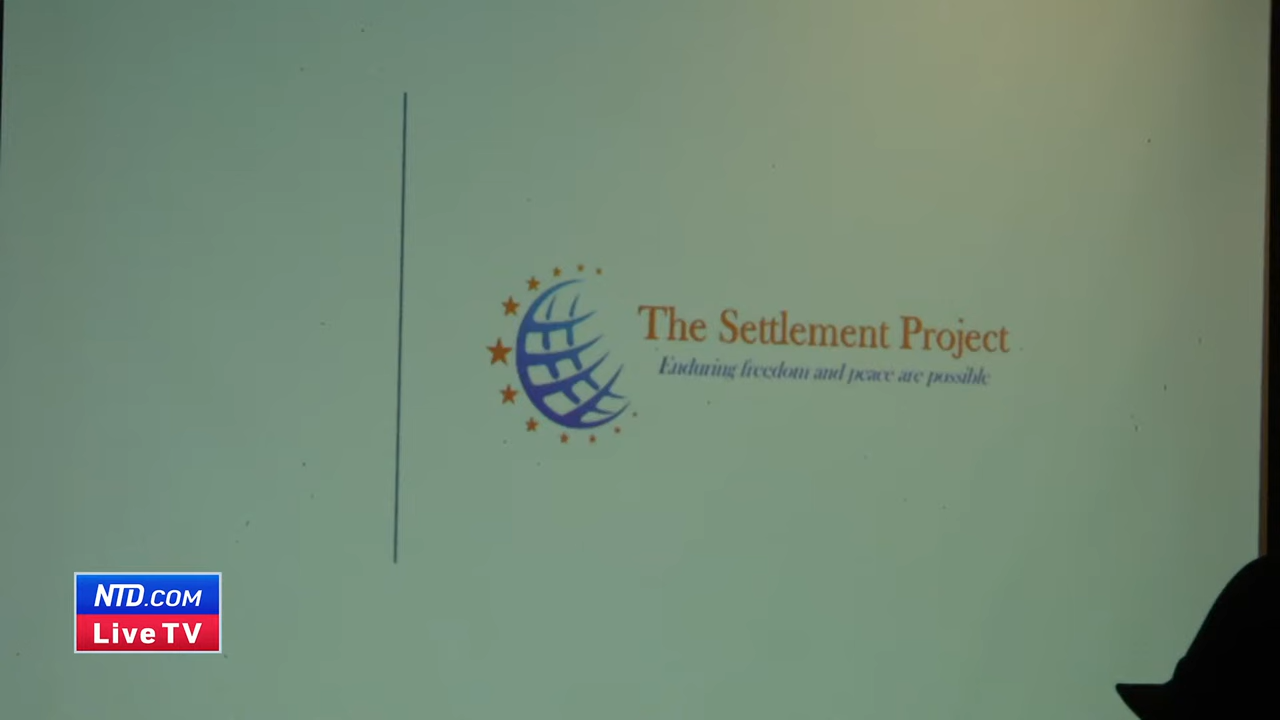 The Settlement Project
Enduring freedom and peace are possible
NTD.COM
Live TV